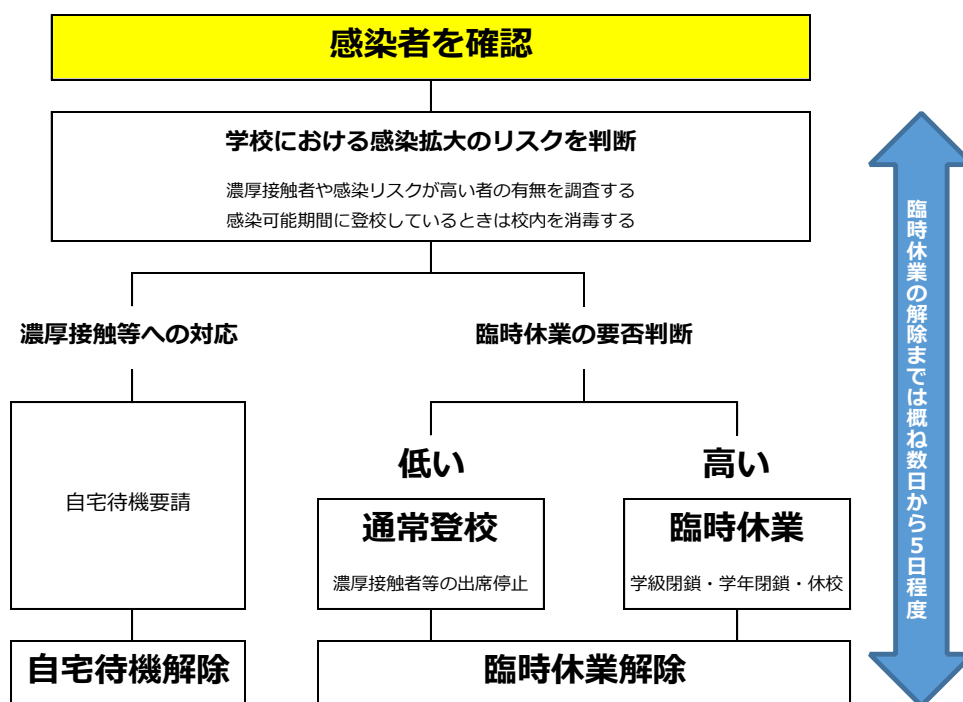 感染者を確認
学校における感染拡大のリスクを判断
濃厚接触者や感染リスクが高い者の有無を調査する
感染可能期間に登校しているときは校内を消毒する
濃厚接触等への対応
臨時休業の要否判断
自宅待機要請
低い
高い
通常登校
濃厚接触者等の出席停止
臨時休業
学級閉鎖・学年閉鎖・休校
自宅待機解除
臨時休業解除
臨時休業の解除までは概ね数日から5日程度